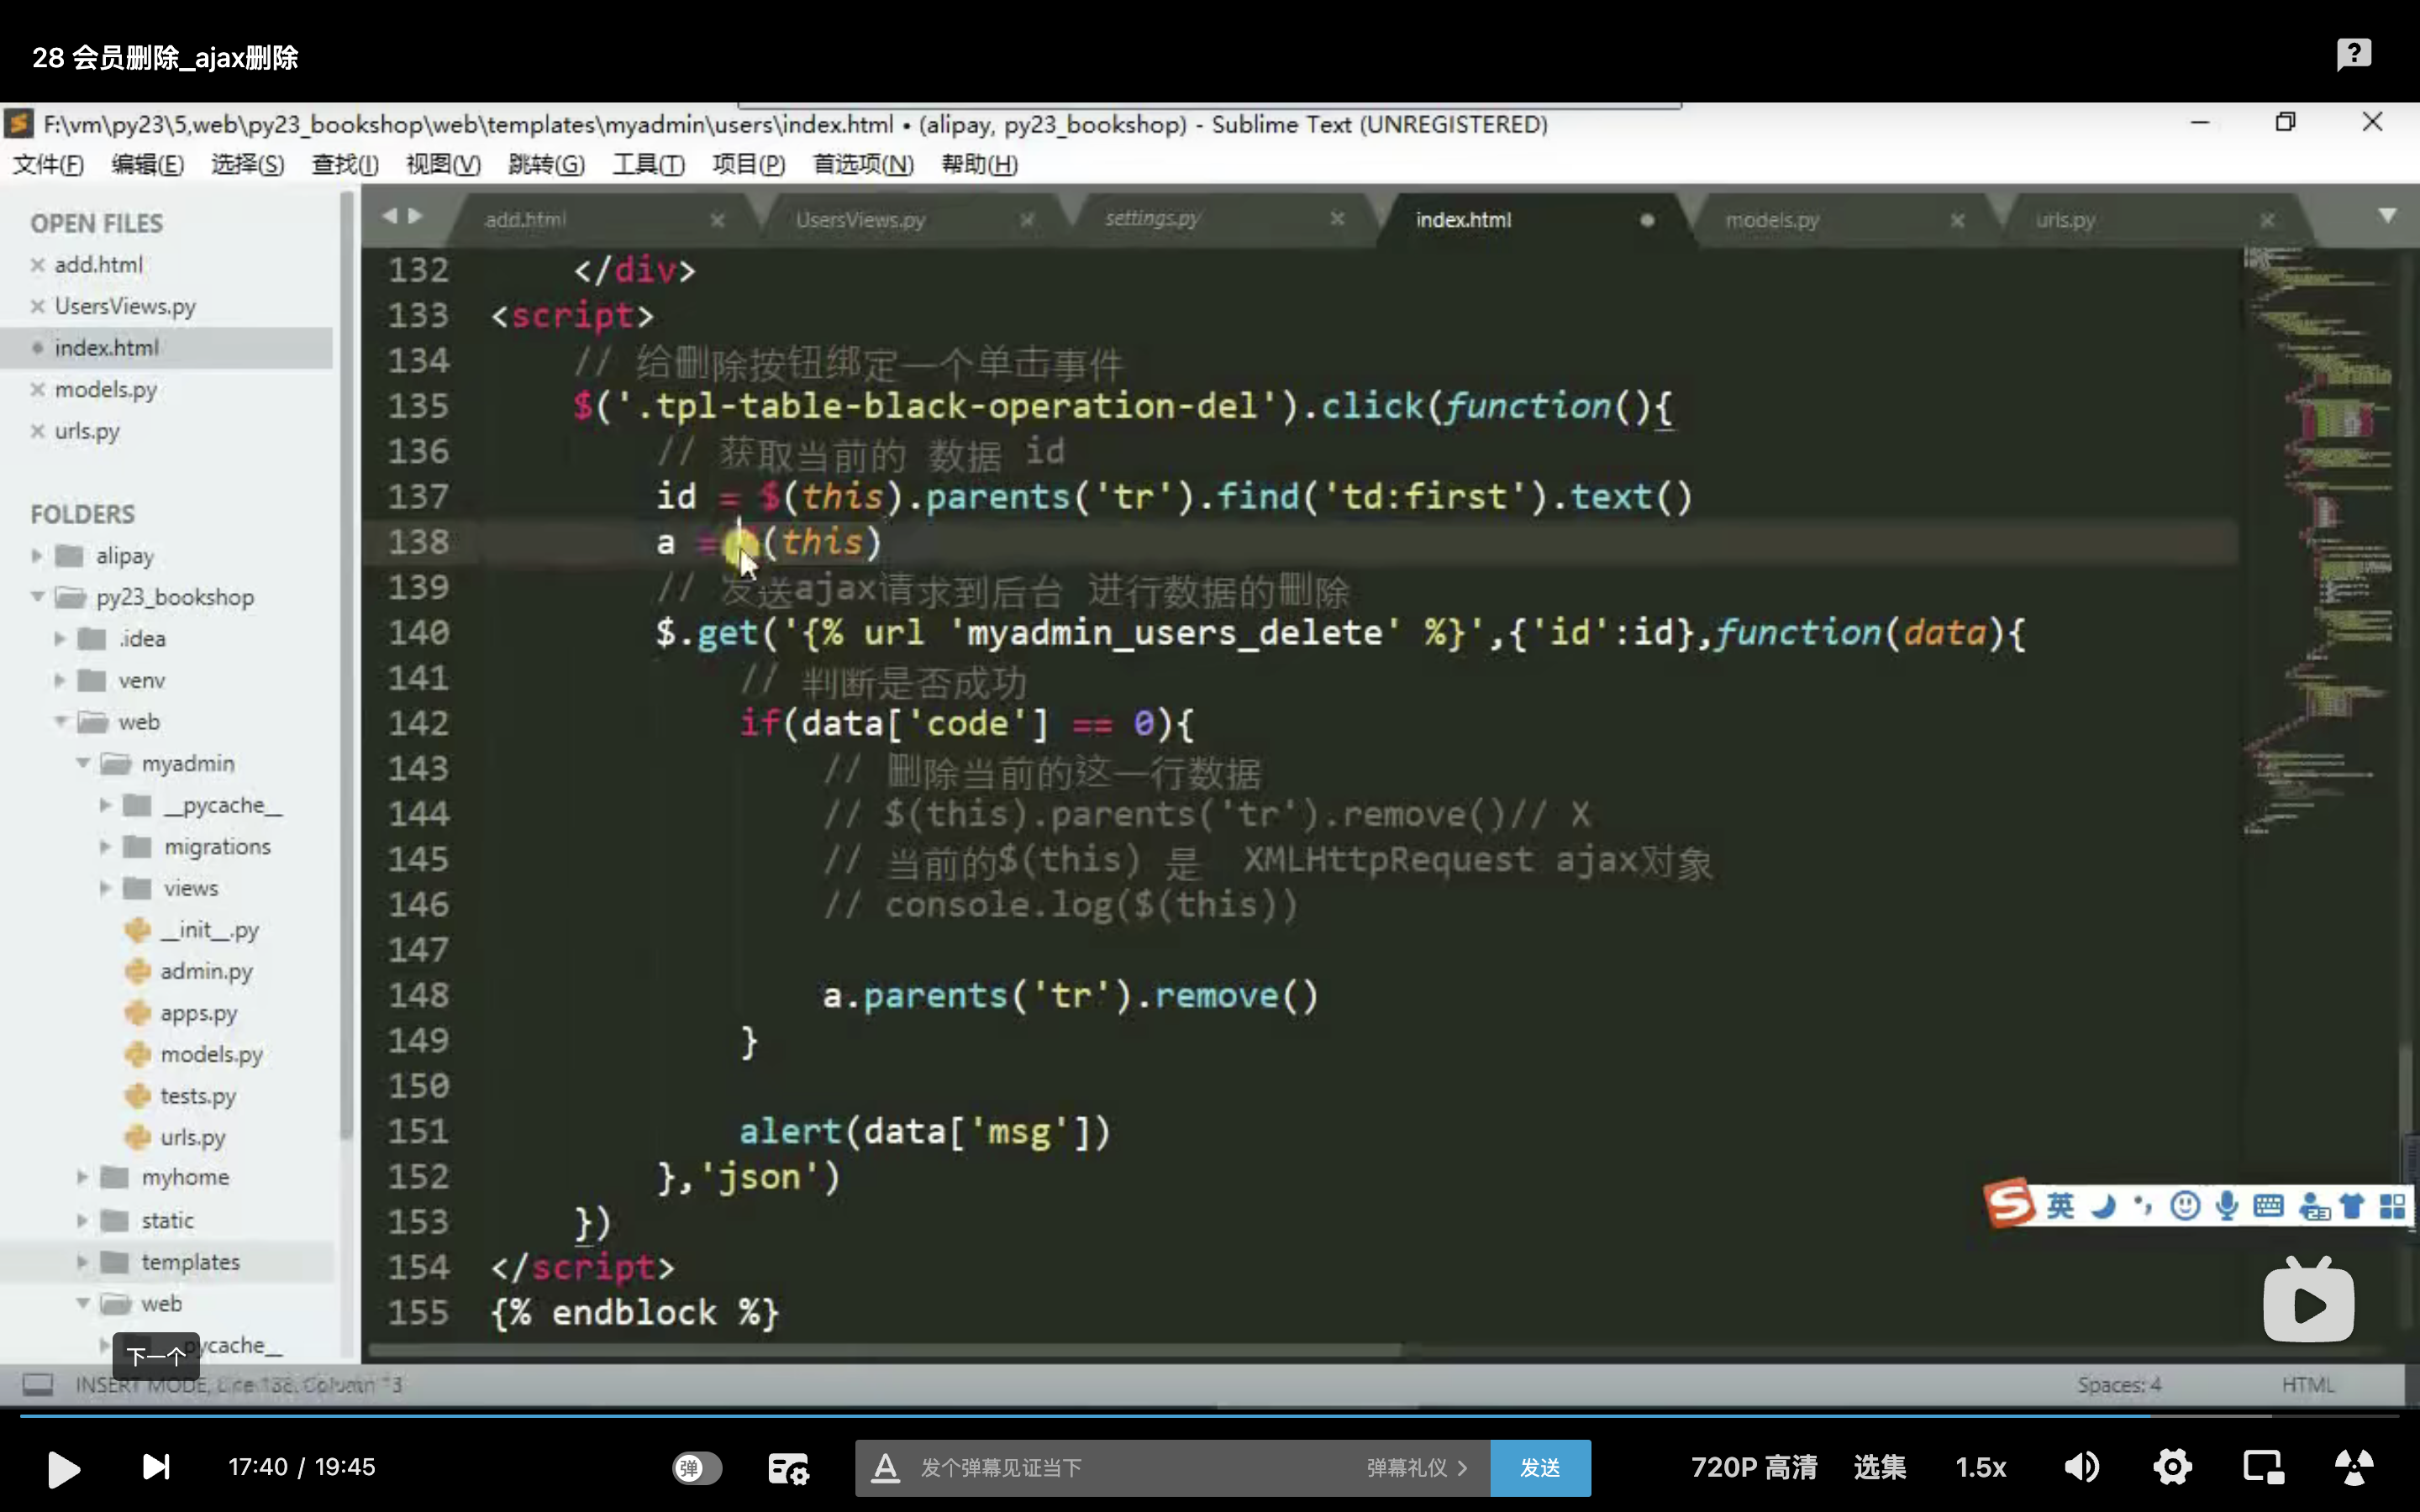 28 会员删除_ajax删除
F:\vm\py23\5,web\py23_bookshop\web\templates\myadmin\users\index.html • (alipay, py23_bookshop) - Sublime Text (UNREGISTERED)
文件(F) 编辑(E) 选择(S) 查找(I) 视图(V) 跳转(G) 工具(T) 项目(P) 首选项(N) 帮助(H)
OPEN FILES
add.html
UsersViews.py
index.html
models.py
urls.py
FOLDERS
alipay
py23_bookshop
.idea
venv
web
myadmin
__pycache__
migrations
views
__init__.py
admin.py
apps.py
models.py
tests.py
urls.py
myhome
static
templates
web
pycache__
下一个
add.html UsersViews.py settings.py index.html models.py urls.py
132 </div>
133 <script>
134 // 给删除按钮绑定一个单击事件
135 $('.tpl-table-black-operation-del').click(function(){
136 // 获取当前的 数据 id
137 id = $(this).parents('tr').find('td:first').text()
138 a = (this)
139 // 发送ajax请求到后台 进行数据的删除
140 $.get('{% url 'myadmin_users_delete' %}',{'id':id},function(data){
141 // 判断是否成功
142 if(data['code'] == 0){
143 // 删除当前的这一行数据
144 // $(this).parents('tr').remove()// X
145 // 当前的$(this) 是 XMLHttpRequest ajax对象
146 // console.log($(this))
147
148 a.parents('tr').remove()
149 }
150
151 alert(data['msg'])
152 },'json')
153 })
154 </script>
155 {% endblock %}
英
INSERT MODE, Line 138, Column 13
Spaces: 4 HTML
17:40 / 19:45
弹
发个弹幕见证当下
弹幕礼仪
发送
720P 高清
选集
1.5x